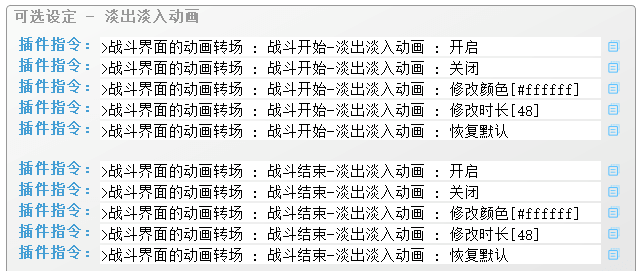 可选设定 - 淡出淡入动画
插件指令: >战斗界面的动画转场 : 战斗开始-淡出淡入动画 : 开启
插件指令: >战斗界面的动画转场 : 战斗开始-淡出淡入动画 : 关闭
插件指令: >战斗界面的动画转场 : 战斗开始-淡出淡入动画 : 修改颜色[#ffffff]
插件指令: >战斗界面的动画转场 : 战斗开始-淡出淡入动画 : 修改时长[48]
插件指令: >战斗界面的动画转场 : 战斗开始-淡出淡入动画 : 恢复默认
插件指令: >战斗界面的动画转场 : 战斗结束-淡出淡入动画 : 开启
插件指令: >战斗界面的动画转场 : 战斗结束-淡出淡入动画 : 关闭
插件指令: >战斗界面的动画转场 : 战斗结束-淡出淡入动画 : 修改颜色[#ffffff]
插件指令: >战斗界面的动画转场 : 战斗结束-淡出淡入动画 : 修改时长[48]
插件指令: >战斗界面的动画转场 : 战斗结束-淡出淡入动画 : 恢复默认